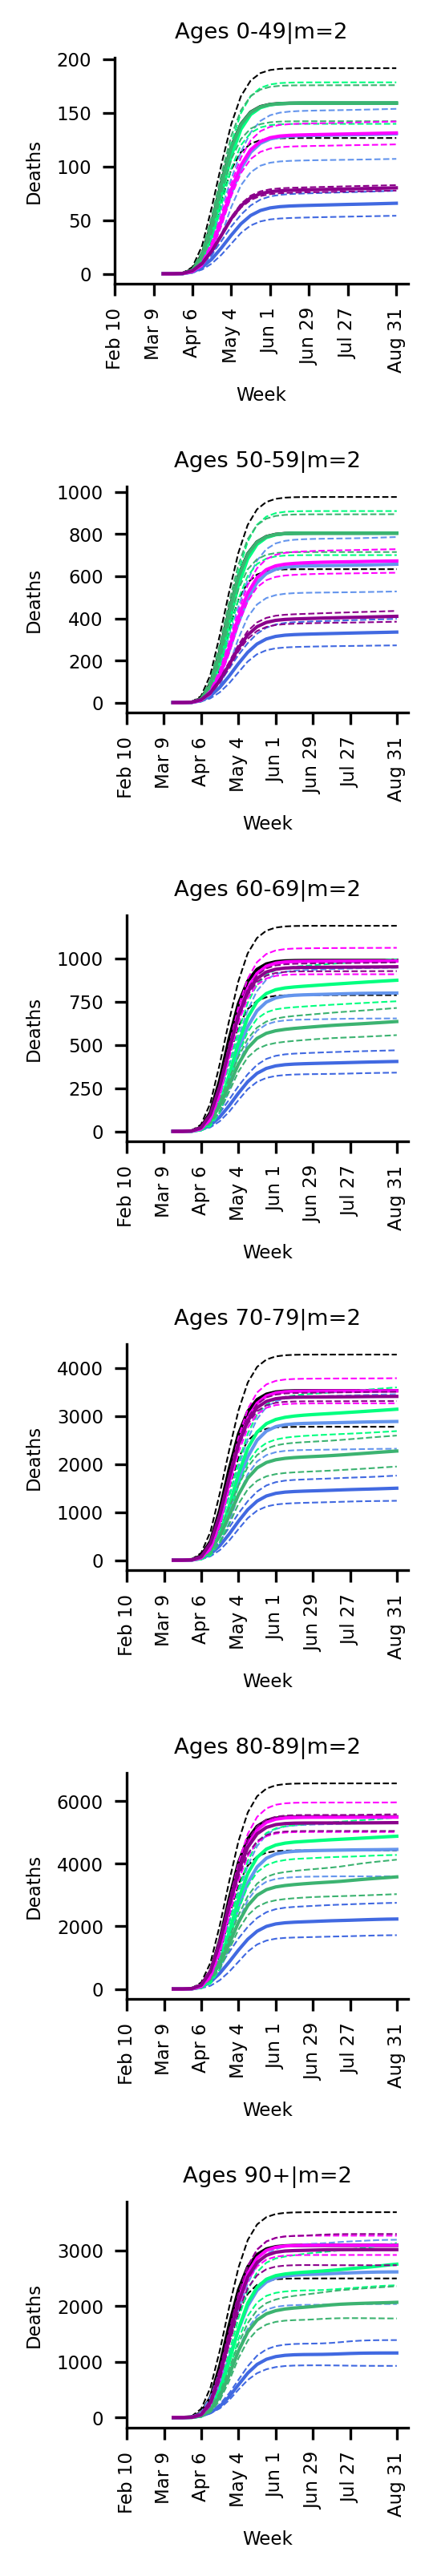 Ages 0-49|m=2
200
150
100
50
0
Deaths
Feb 10
Mar 9
Apr 6
May 4
Jun 1
Jun 29
Jul 27
Aug 31
Week
Ages 50-59|m=2
1000
800
600
400
200
0
Deaths
Feb 10
Mar 9
Apr 6
May 4
Jun 1
Jun 29
Jul 27
Aug 31
Week
Ages 60-69|m=2
1000
750
500
250
0
Deaths
Feb 10
Mar 9
Apr 6
May 4
Jun 1
Jun 29
Jul 27
Aug 31
Week
Ages 70-79|m=2
4000
3000
2000
1000
0
Deaths
Feb 10
Mar 9
Apr 6
May 4
Jun 1
Jun 29
Jul 27
Aug 31
Week
Ages 80-89|m=2
6000
4000
2000
0
Deaths
Feb 10
Mar 9
Apr 6
May 4
Jun 1
Jun 29
Jul 27
Aug 31
Week
Ages 90+|m=2
3000
2000
1000
0
Deaths
Feb 10
Mar 9
Apr 6
May 4
Jun 1
Jun 29
Jul 27
Aug 31
Week